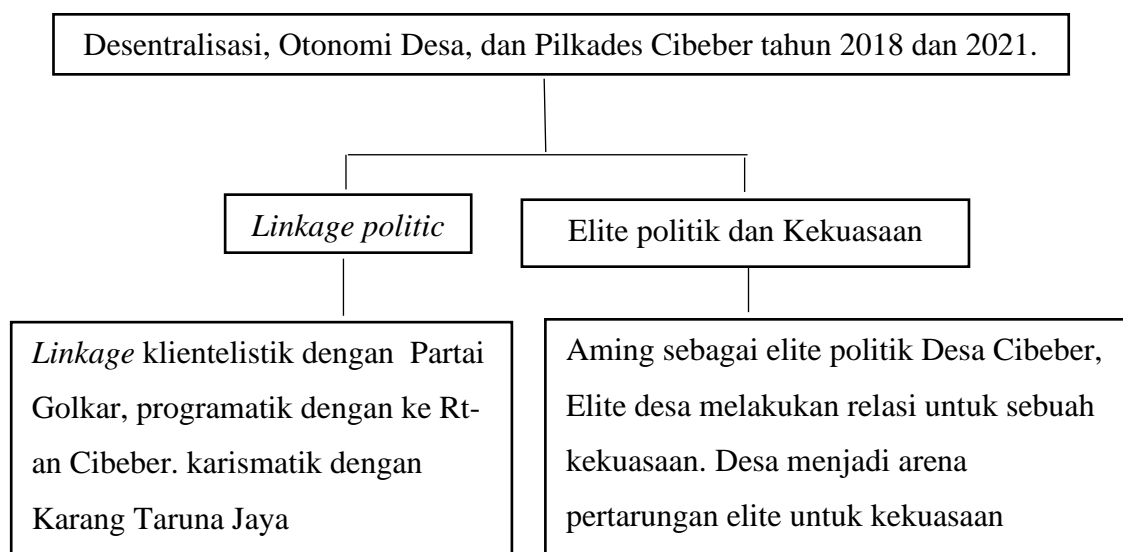 Desentralisasi, Otonomi Desa, dan Pilkades Cibeber tahun 2018 dan 2021.
Linkage politic
Elite politik dan Kekuasaan
Linkage klientelistik dengan Partai
Golkar, programatik dengan ke Rt-
an Cibeber. karismatik dengan
Karang Taruna Jaya
Aming sebagai elite politik Desa Cibeber,
Elite desa melakukan relasi untuk sebuah
kekuasaan. Desa menjadi arena
pertarungan elite untuk kekuasaan